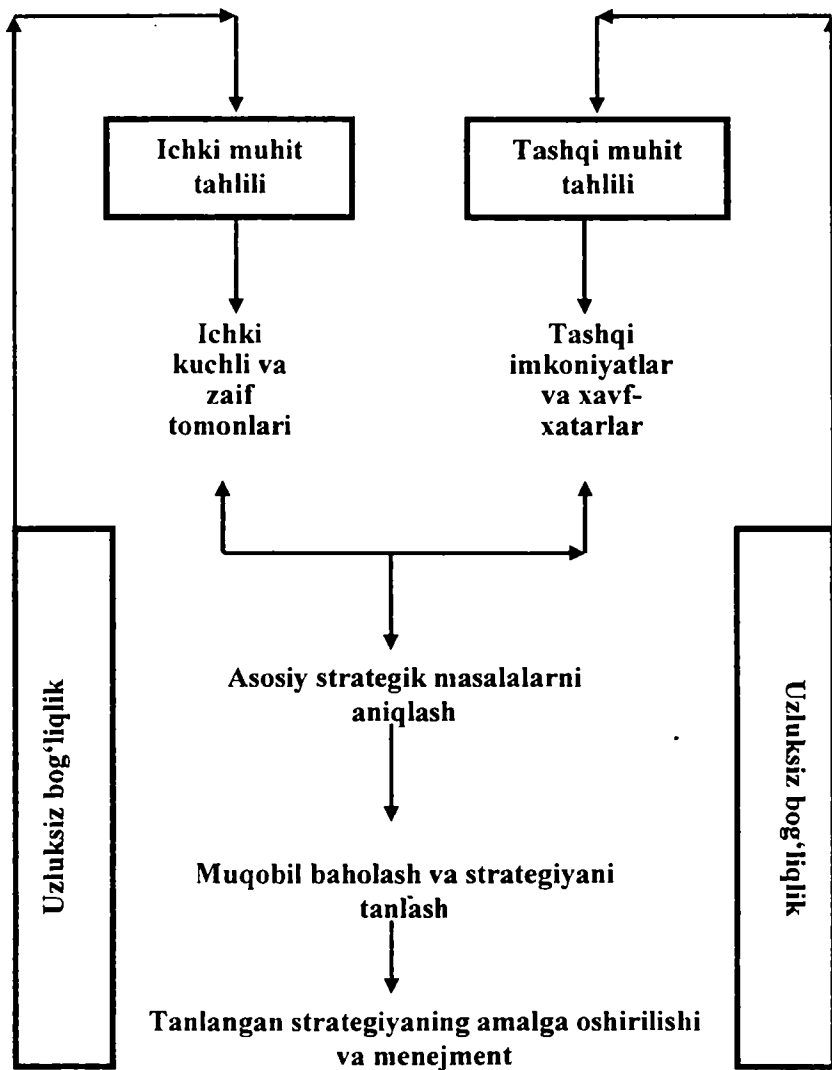 Ichki muhit
tahlili
Tashqi muhit
tahlili
Ichki
kuchli va
zaif
tomonlari
Tashqi
imkoniyatlar
va xavf-
xatarlar
Asosiy strategik masalalarni
aniqlash
Muqobil baholash va strategiyani
tanlash
Tanlangan strategiyaning amalga oshirilishi
va menejment
Uzluksiz bog‘liqlik
Uzluksiz bog‘liqlik